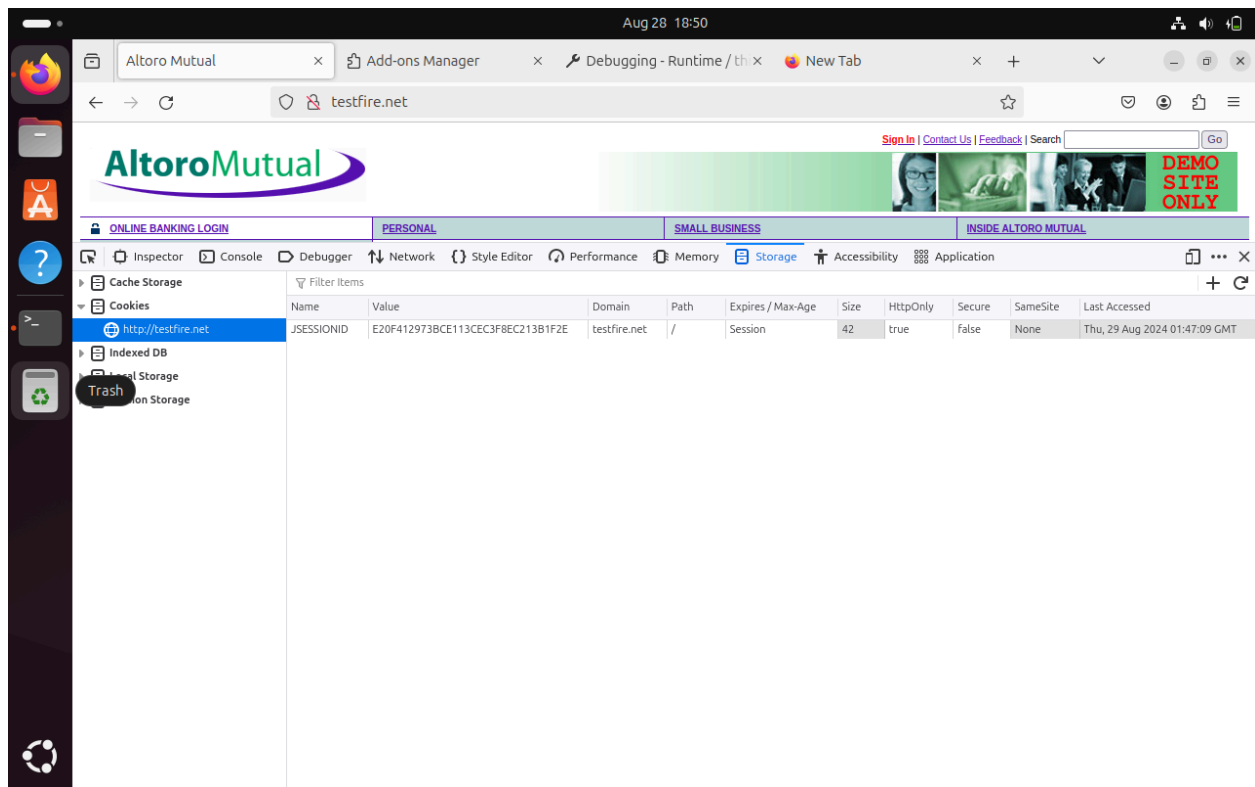 Aug 28 18:50
Altoro Mutual
Add-ons Manager
Debugging - Runtime / th
New Tab
testfire.net
Sign In | Contact Us | Feedback | Search
Go
AltoroMutual
DEMO
SITE
ONLY
ONLINE BANKING LOGIN
PERSONAL
SMALL BUSINESS
INSIDE ALTORO MUTUAL
Inspector Console Debugger Network Style Editor Performance Memory Storage Accessibility Application
Cache Storage
Filter Items
Cookies
Name Value Domain Path Expires / Max-Age Size HttpOnly Secure SameSite Last Accessed
http://testfire.net
JSESSIONID E20F412973BCE113CEC3F8EC213B1F2E testfire.net / Session 42 true false None Thu, 29 Aug 2024 01:47:09 GMT
Indexed DB
Storage
Trash
Storage